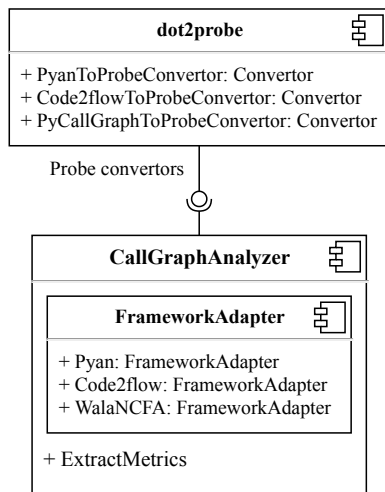 dot2probe
+ PyanToProbeConvertor: Convertor
+ Code2flowToProbeConvertor: Convertor
+ PyCallGraphToProbeConvertor: Convertor
Probe convertors
CallGraphAnalyzer
FrameworkAdapter
+ Pyan: FrameworkAdapter
+ Code2flow: FrameworkAdapter
+ WalaNCFA: FrameworkAdapter
+ ExtractMetrics